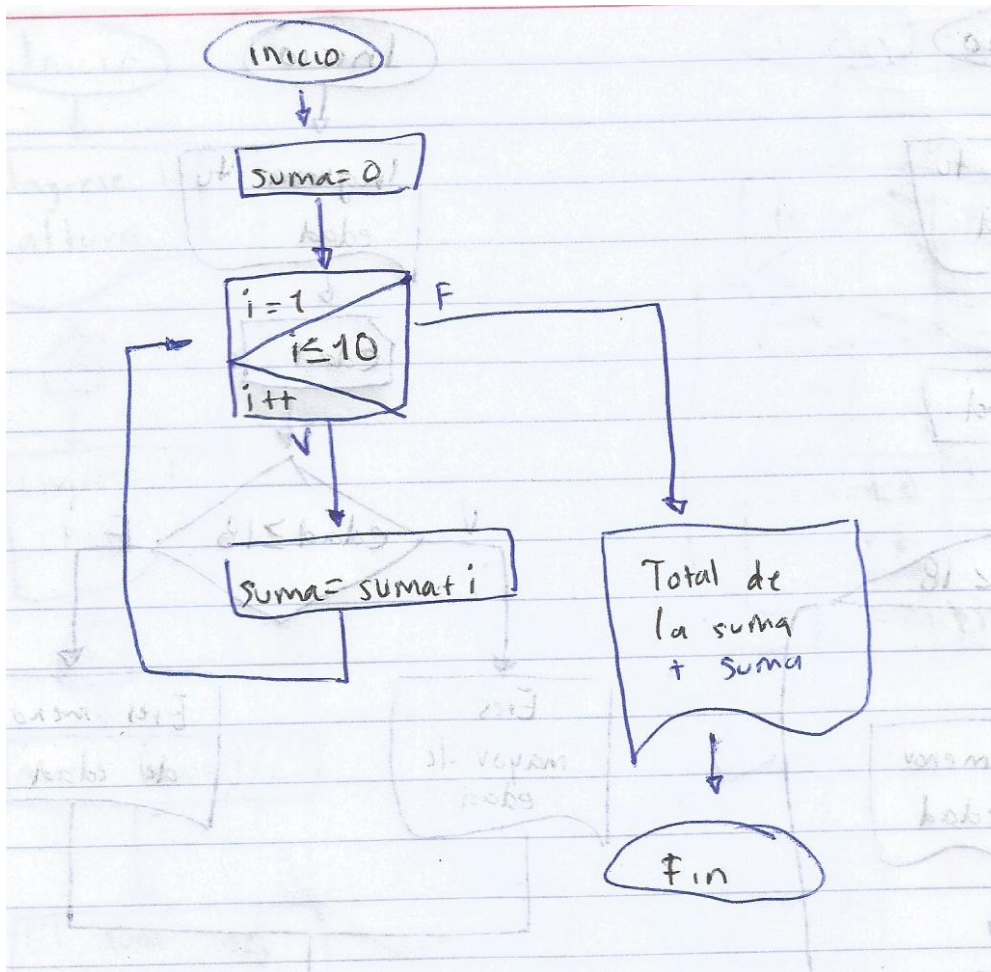 Inicio
suma= 0
i = 1
i≤10
i++
F
V
suma= suma+ i
Total de
la suma
+ suma
Fin